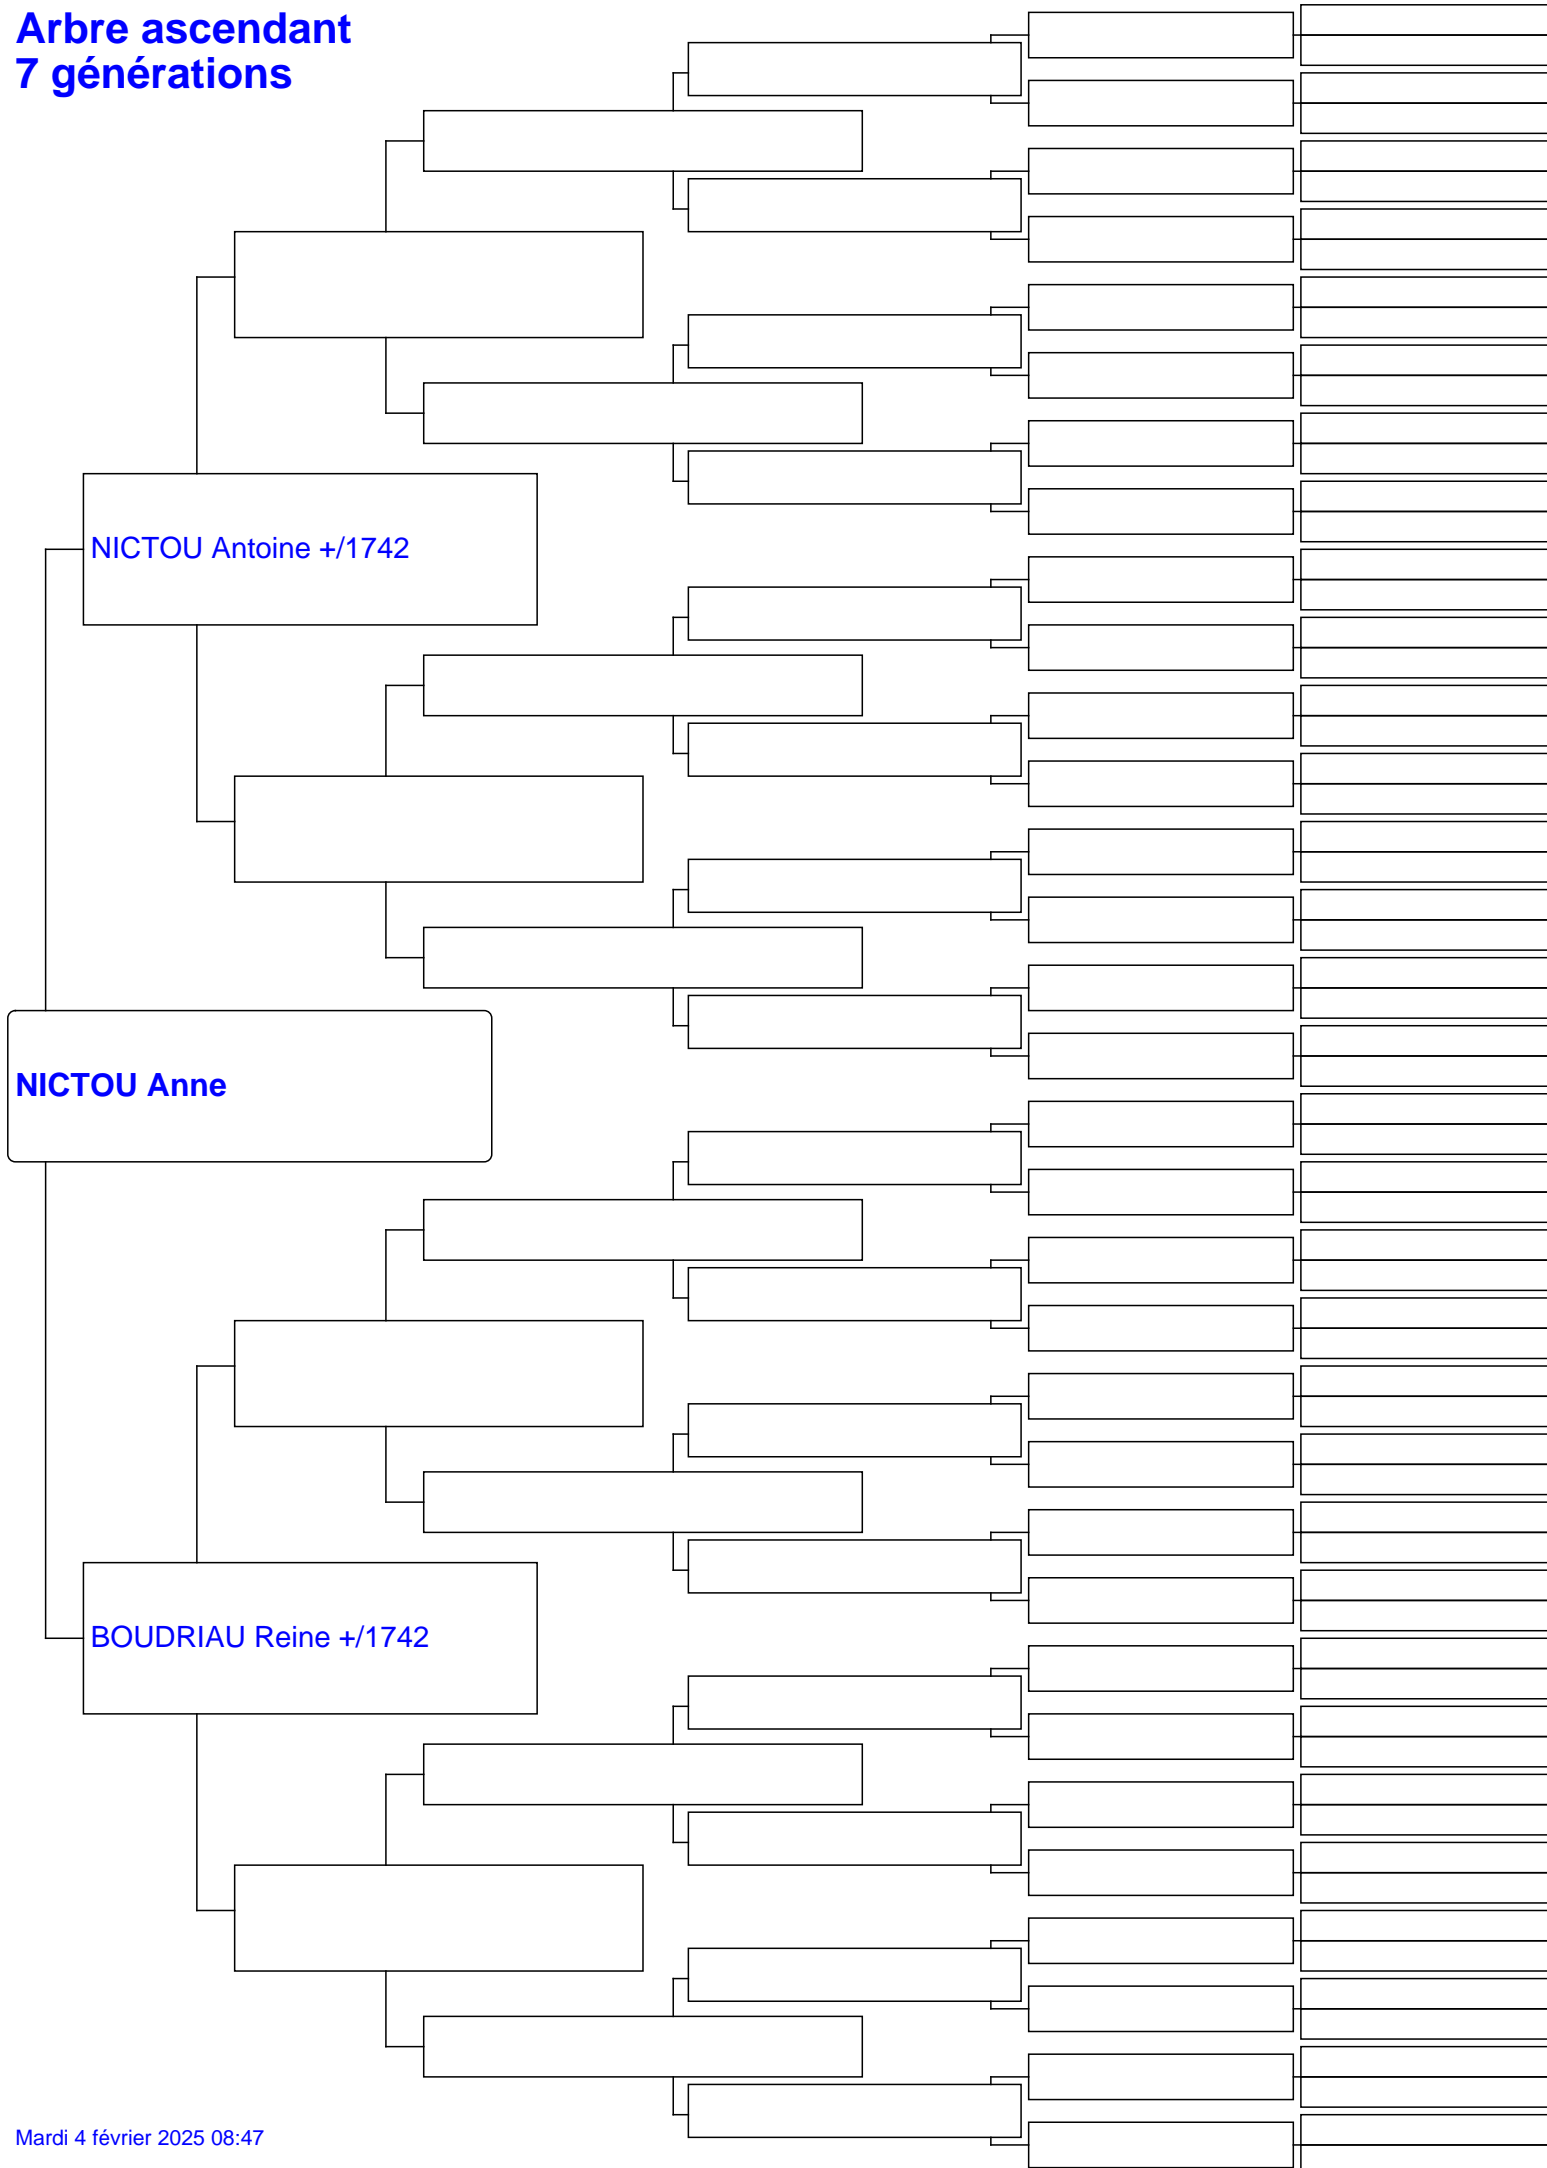 Arbre ascendant
7 générations
NICTOU Antoine +/1742
NICTOU Anne
BOUDRIAU Reine +/1742
Mardi 4 février 2025 08:47